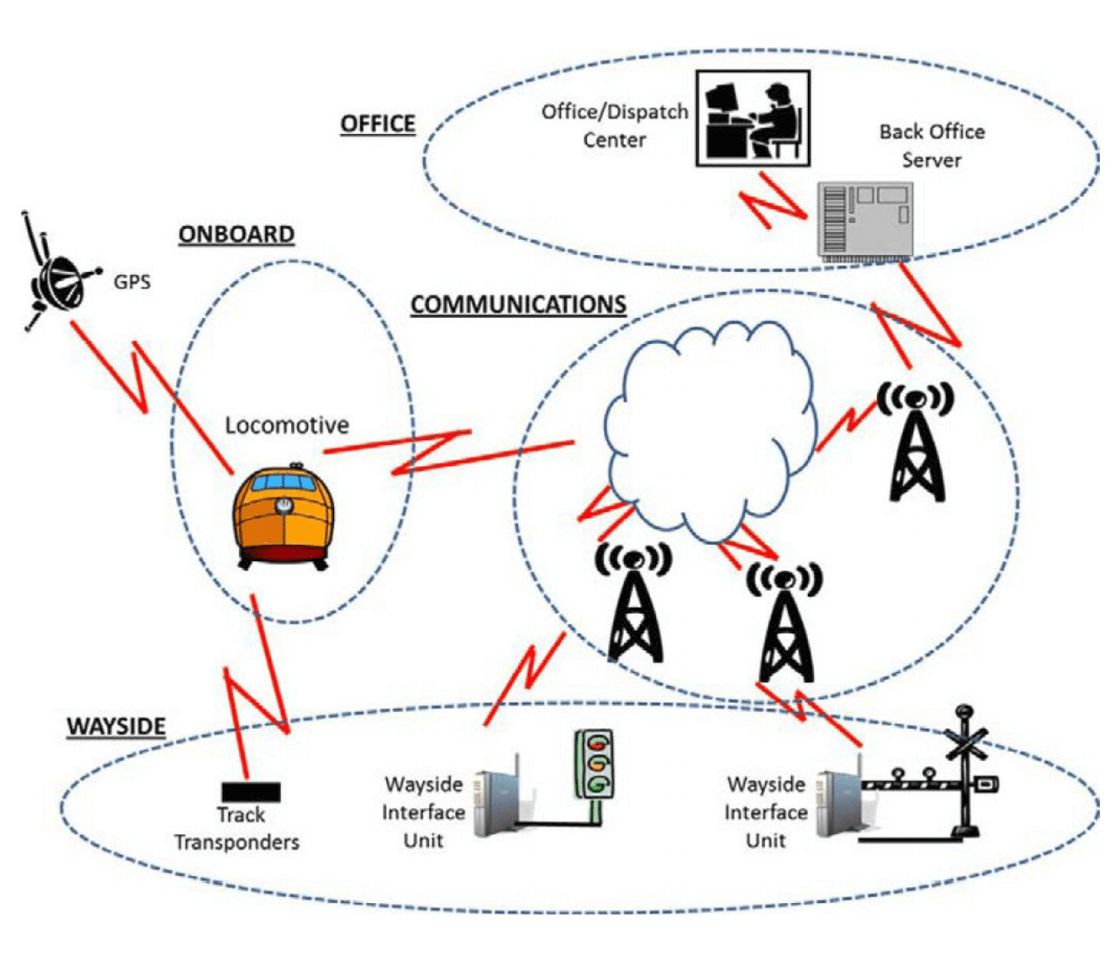 OFFICE
Office/Dispatch
Center
Back Office
Server
ONBOARD
GPS
COMMUNICATIONS
Locomotive
WAYSIDE
Track
Transponders
Wayside
Interface
Unit
Wayside
Interface
Unit